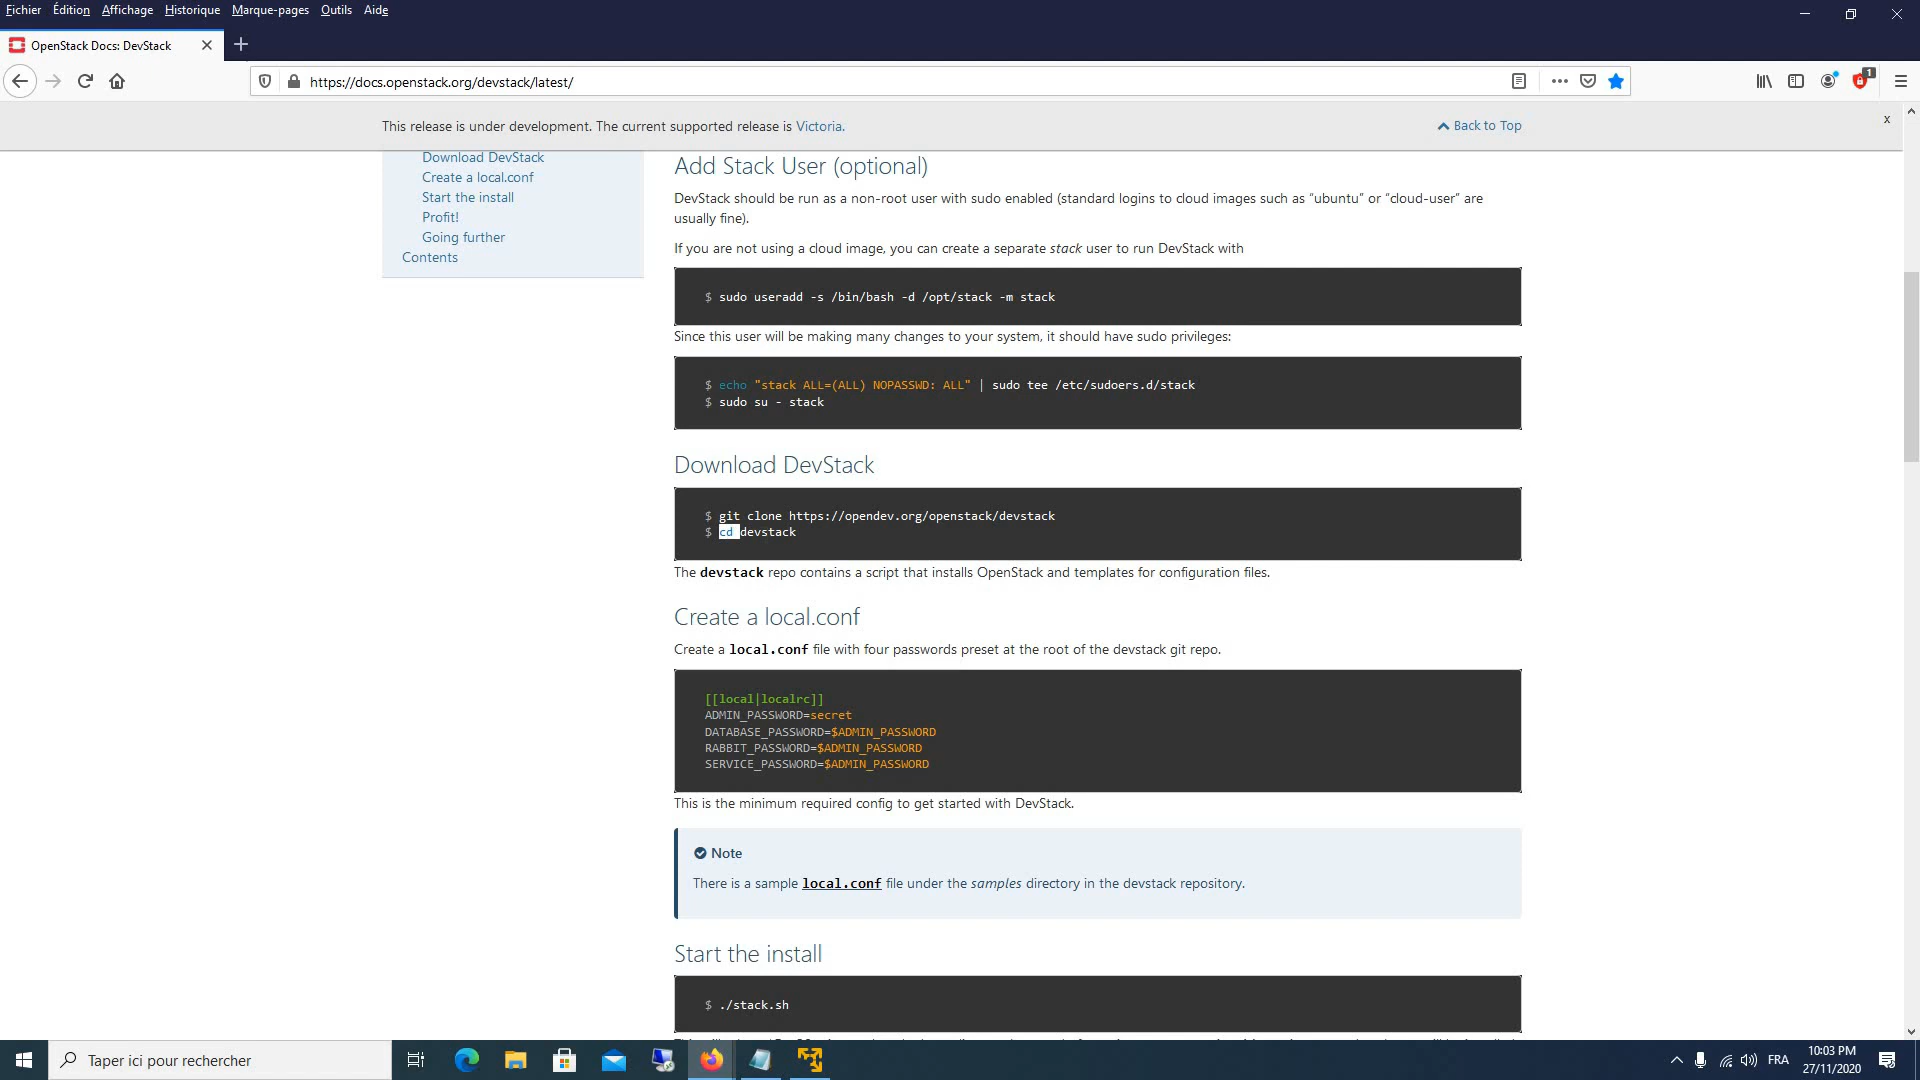 Fichier Édition Affichage Historique Marque-pages Outils Aide
OpenStack Docs: DevStack
https://docs.openstack.org/devstack/latest/
1
This release is under development. The current supported release is Victoria.
Back to Top
x
Download DevStack
Create a local.conf
Start the install
Profit!
Going further
Contents
Add Stack User (optional)
DevStack should be run as a non-root user with sudo enabled (standard logins to cloud images such as “ubuntu” or “cloud-user” are
usually fine).
If you are not using a cloud image, you can create a separate stack user to run DevStack with
$ sudo useradd -s /bin/bash -d /opt/stack -m stack
Since this user will be making many changes to your system, it should have sudo privileges:
$ echo "stack ALL=(ALL) NOPASSWD: ALL" | sudo tee /etc/sudoers.d/stack
$ sudo su - stack
Download DevStack
$ git clone https://opendev.org/openstack/devstack
$ cd devstack
The devstack repo contains a script that installs OpenStack and templates for configuration files.
Create a local.conf
Create a local.conf file with four passwords preset at the root of the devstack git repo.
[[local|localrc]]
ADMIN_PASSWORD=secret
DATABASE_PASSWORD=$ADMIN_PASSWORD
RABBIT_PASSWORD=$ADMIN_PASSWORD
SERVICE_PASSWORD=$ADMIN_PASSWORD
This is the minimum required config to get started with DevStack.
Note
There is a sample local.conf file under the samples directory in the devstack repository.
Start the install
$ ./stack.sh
Taper ici pour rechercher
FRA
10:03 PM
27/11/2020